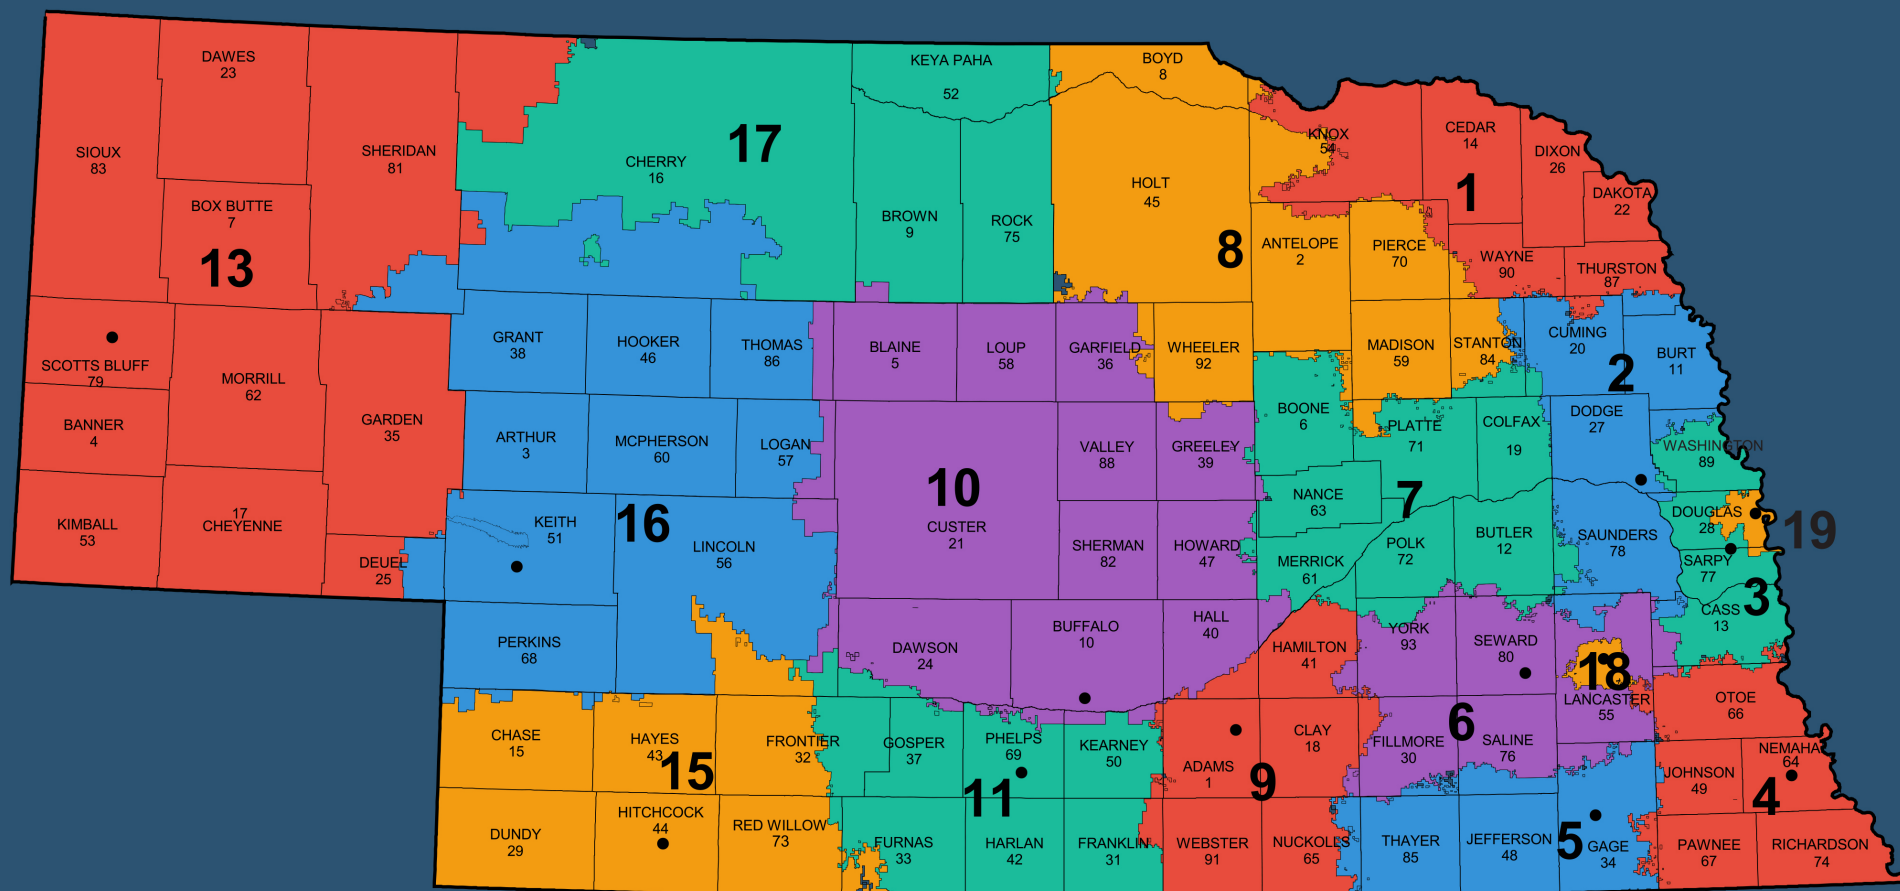 DAWES
23
SIOUX
83
SHERIDAN
81
BOX BUTTE
7
13
CHERRY
16
17
KEYA PAHA
52
BROWN
9
ROCK
75
BOYD
8
HOLT
45
8
KNOX
54
CEDAR
14
1
DIXON
26
DAKOTA
22
ANTELOPE
2
PIERCE
70
WAYNE
90
THURSTON
87
SCOTTS BLUFF
79
MORRILL
62
BANNER
4
GARDEN
35
KIMBALL
53
17
CHEYENNE
DEUEL
25
GRANT
38
HOOKER
46
THOMAS
86
BLAINE
5
LOUP
58
GARFIELD
36
WHEELER
92
MADISON
59
STANTON
84
CUMING
20
2
BURT
11
ARTHUR
3
MCPHERSON
60
LOGAN
57
10
CUSTER
21
VALLEY
88
GREELEY
39
BOONE
6
PLATTE
71
COLFAX
19
DODGE
27
WASHINGTON
89
KEITH
51
16
LINCOLN
56
SHERMAN
82
HOWARD
47
NANCE
63
7
MERRICK
61
POLK
72
BUTLER
12
SAUNDERS
78
DOUGLAS
28
19
SARPY
77
3
CASS
13
PERKINS
68
DAWSON
24
BUFFALO
10
HALL
40
HAMILTON
41
YORK
93
SEWARD
80
18
LANCASTER
55
OTOE
66
CHASE
15
HAYES
43
15
FRONTIER
32
GOSPER
37
PHELPS
69
KEARNEY
50
11
ADAMS
1
9
CLAY
18
FILLMORE
30
6
SALINE
76
JOHNSON
49
NEMAHA
64
4
DUNDY
29
HITCHCOCK
44
RED WILLOW
73
FURNAS
33
HARLAN
42
FRANKLIN
31
WEBSTER
91
NUCKOLLS
65
THAYER
85
JEFFERSON
48
5
GAGE
34
PAWNEE
67
RICHARDSON
74